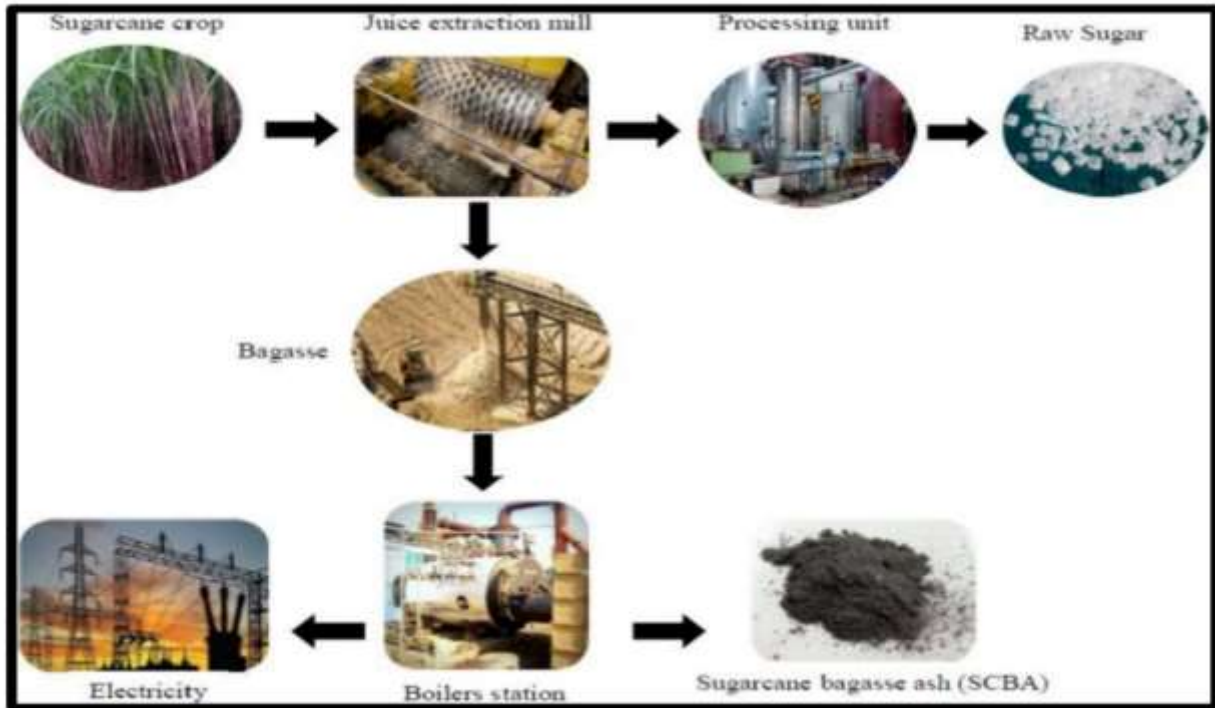 Sugarcane crop
Juice extraction mill
Processing unit
Raw Sugar
Bagasse
Electricity
Boilers station
Sugarcane bagasse ash (SCBA)